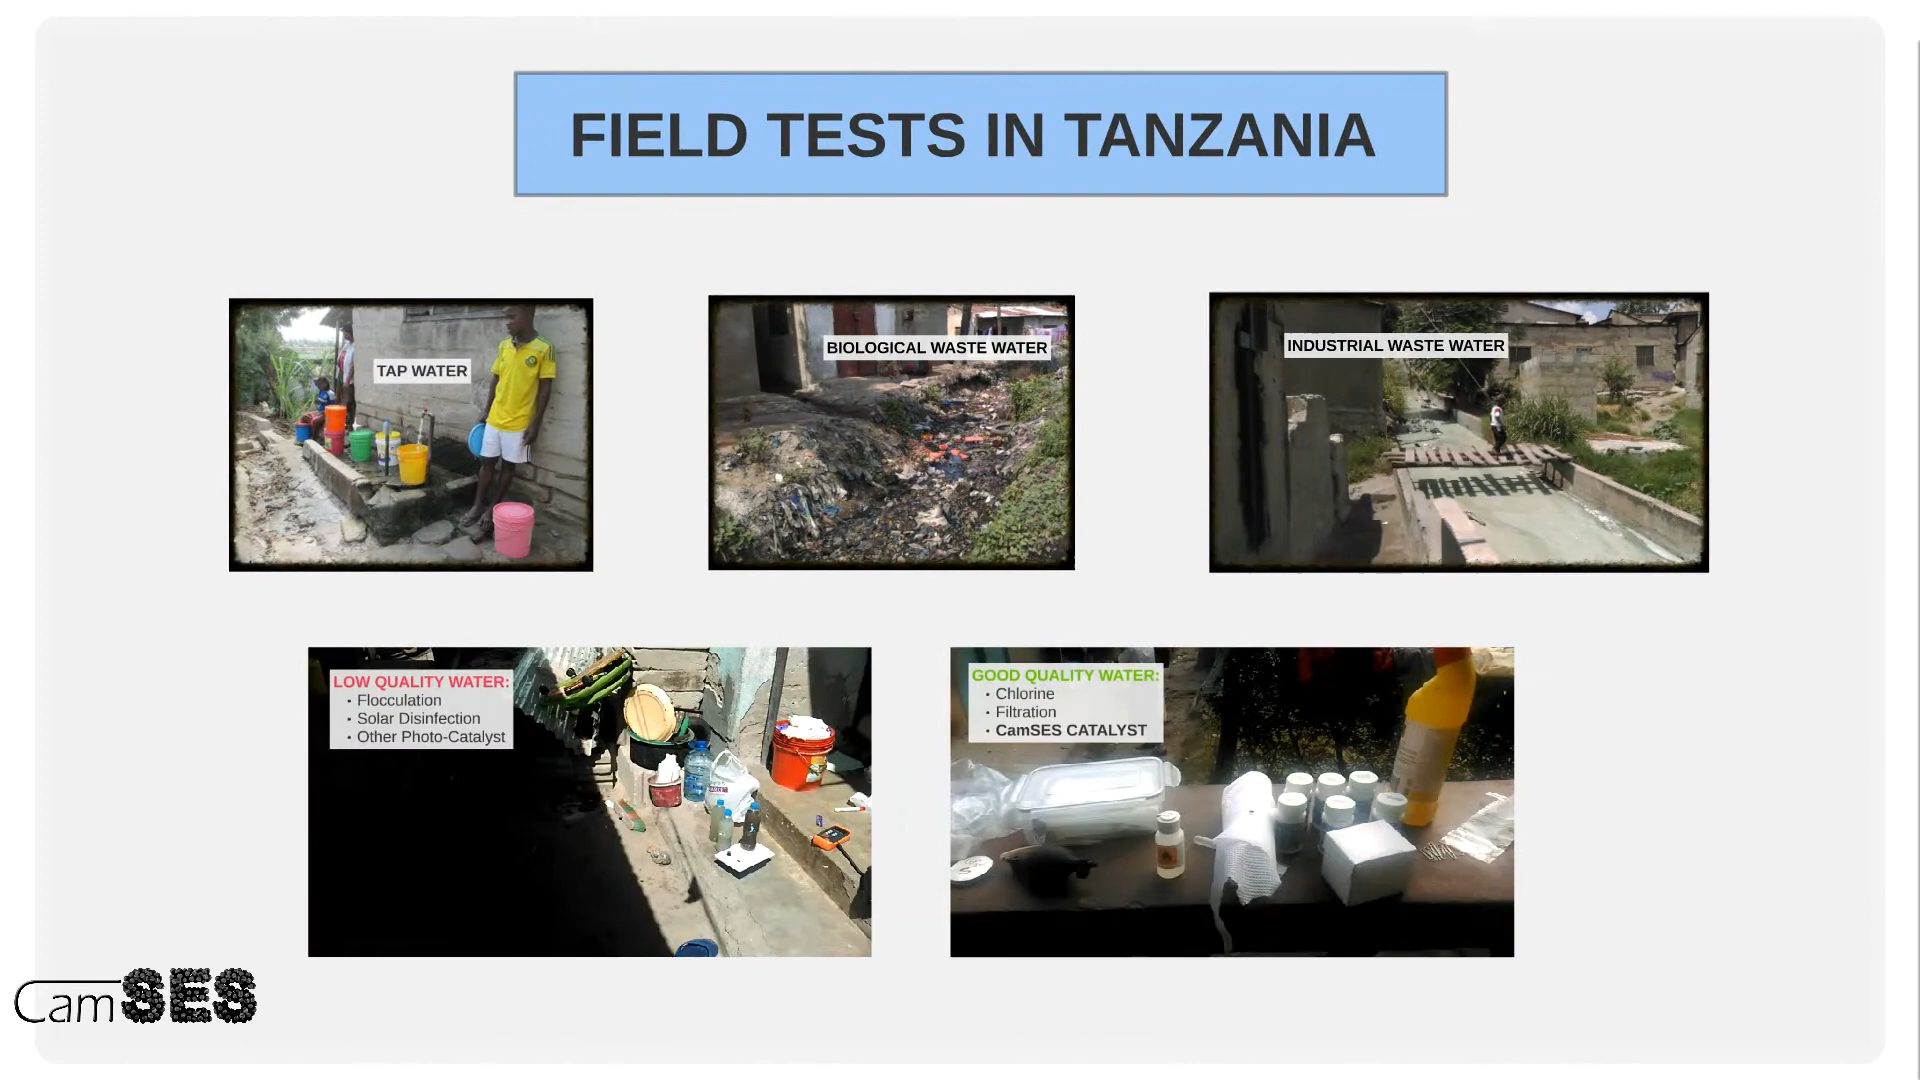 FIELD TESTS IN TANZANIA
TAP WATER
BIOLOGICAL WASTE WATER
INDUSTRIAL WASTE WATER
LOW QUALITY WATER:
• Flocculation
• Solar Disinfection
• Other Photo-Catalyst
GOOD QUALITY WATER:
• Chlorine
• Filtration
• CamSES CATALYST
CamSES